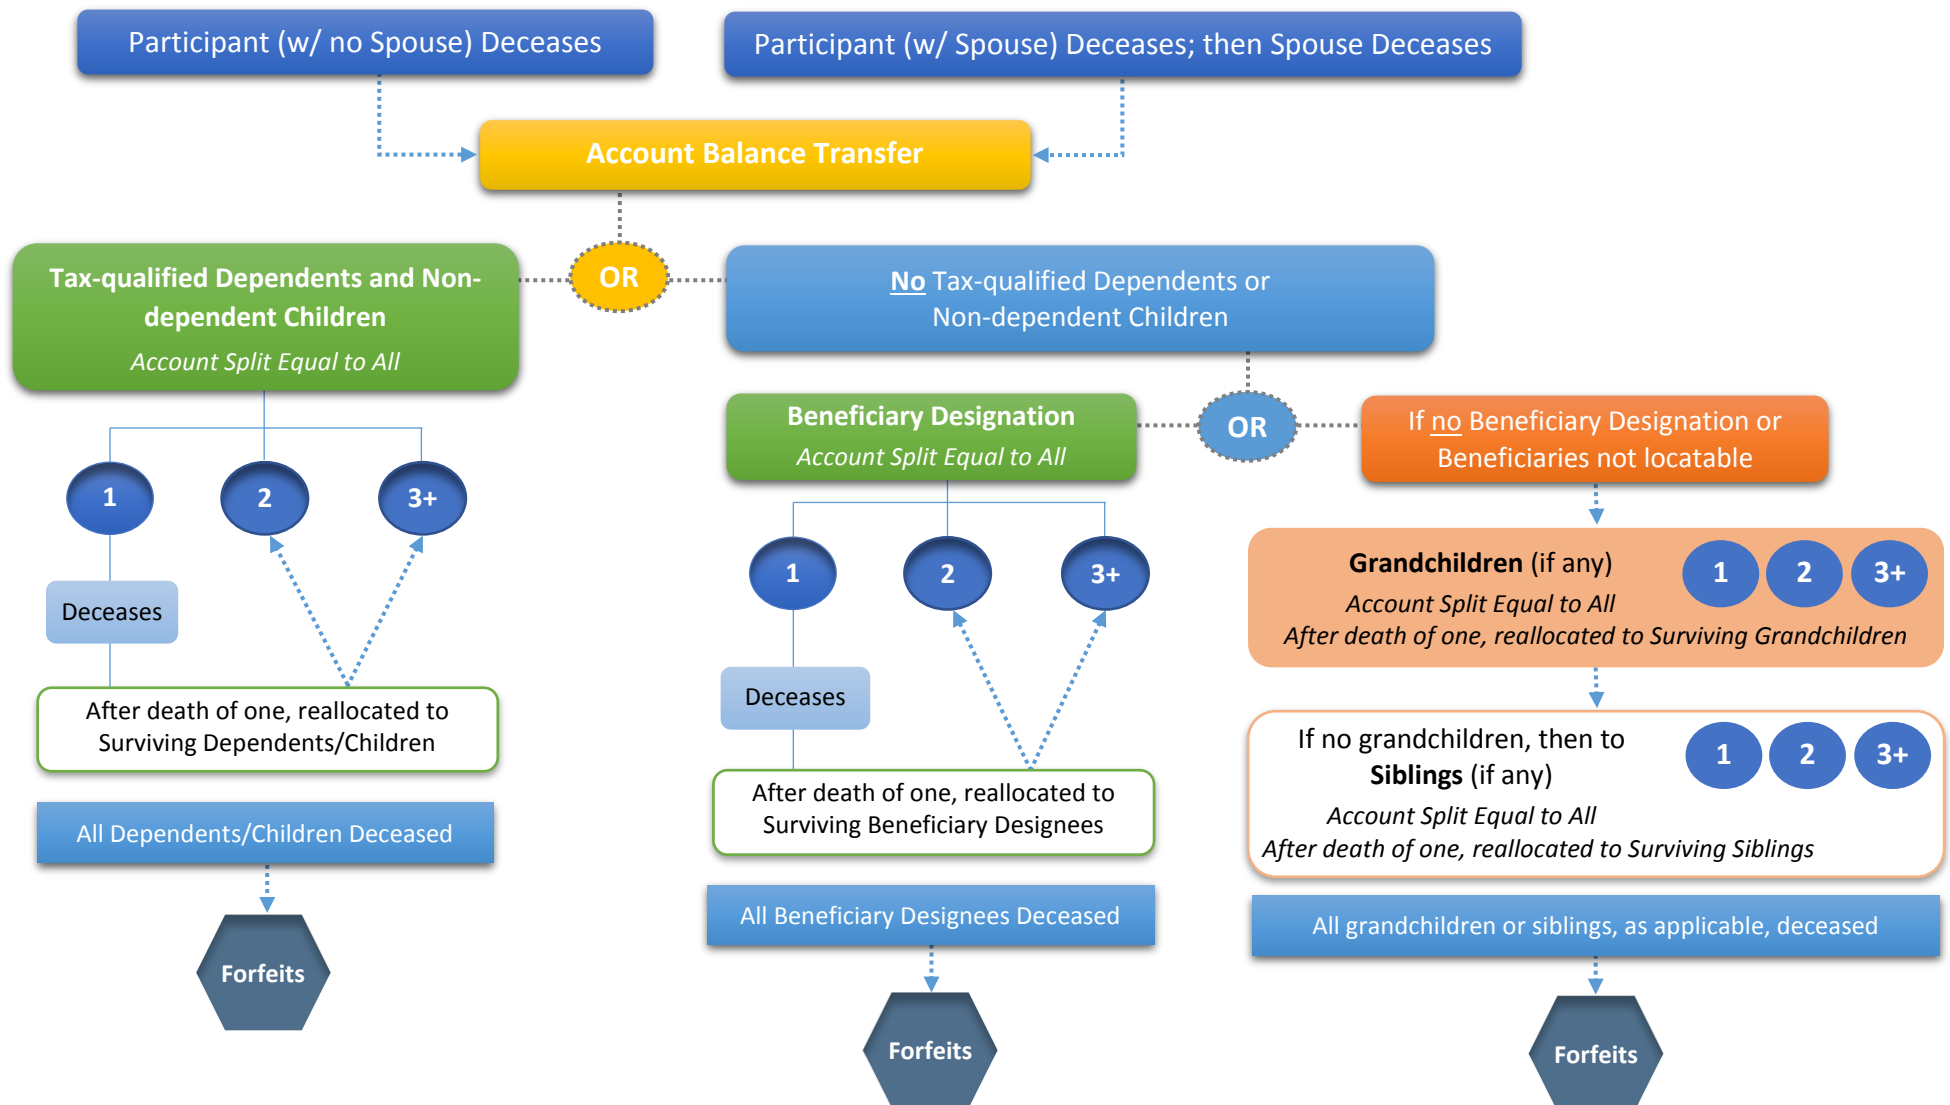 Participant (w/ no Spouse) Deceases
Participant (w/ Spouse) Deceases; then Spouse Deceases
Account Balance Transfer
OR
Tax-qualified Dependents and Non-
dependent Children
Account Split Equal to All
No Tax-qualified Dependents or
Non-dependent Children
1
2
3+
Deceases
After death of one, reallocated to
Surviving Dependents/Children
All Dependents/Children Deceased
Forfeits
OR
Beneficiary Designation
Account Split Equal to All
1
2
3+
Deceases
After death of one, reallocated to
Surviving Beneficiary Designees
All Beneficiary Designees Deceased
Forfeits
If no Beneficiary Designation or
Beneficiaries not locatable
Grandchildren (if any)
1
2
3+
Account Split Equal to All
After death of one, reallocated to Surviving Grandchildren
If no grandchildren, then to
Siblings (if any)
1
2
3+
Account Split Equal to All
After death of one, reallocated to Surviving Siblings
All grandchildren or siblings, as applicable, deceased
Forfeits